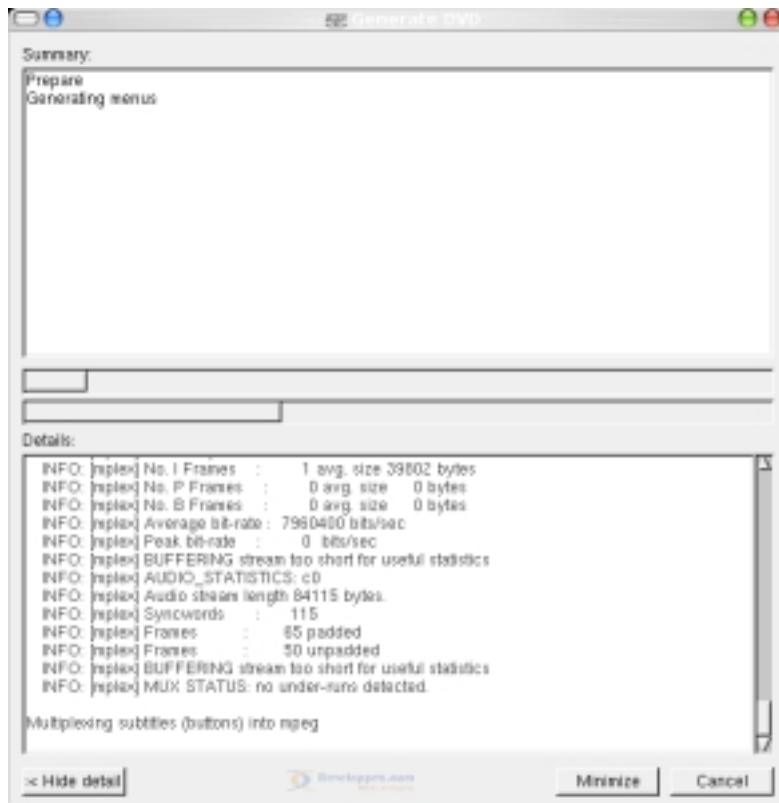 Generate DVD
Summary:
Prepare
Generating menus
Details:
INFO: [mplex] No. I Frames : 1 avg. size 39802 bytes
INFO: [mplex] No. P Frames : 0 avg. size 0 bytes
INFO: [mplex] No. B Frames : 0 avg. size 0 bytes
INFO: [mplex] Average bit-rate : 7960400 bits/sec
INFO: [mplex] Peak bit-rate : 0 bits/sec
INFO: [mplex] BUFFERING stream too short for useful statistics
INFO: [mplex] AUDIO_STATISTICS: c0
INFO: [mplex] Audio stream length 84115 bytes.
INFO: [mplex] Syncwords : 115
INFO: [mplex] Frames : 65 padded
INFO: [mplex] Frames : 50 unpadded
INFO: [mplex] BUFFERING stream too short for useful statistics
INFO: [mplex] MUX STATUS: no under-runs detected.
Multiplexing subtitles (buttons) into mpeg
< Hide detail
Minimize
Cancel